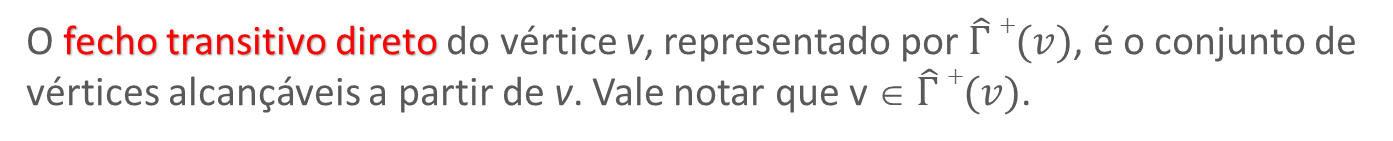 O fecho transitivo direto do vértice v, representado por Γ̂ ⁺(v), é o conjunto de
vértices alcançáveis a partir de v. Vale notar que v ∈ Γ̂ ⁺(v).